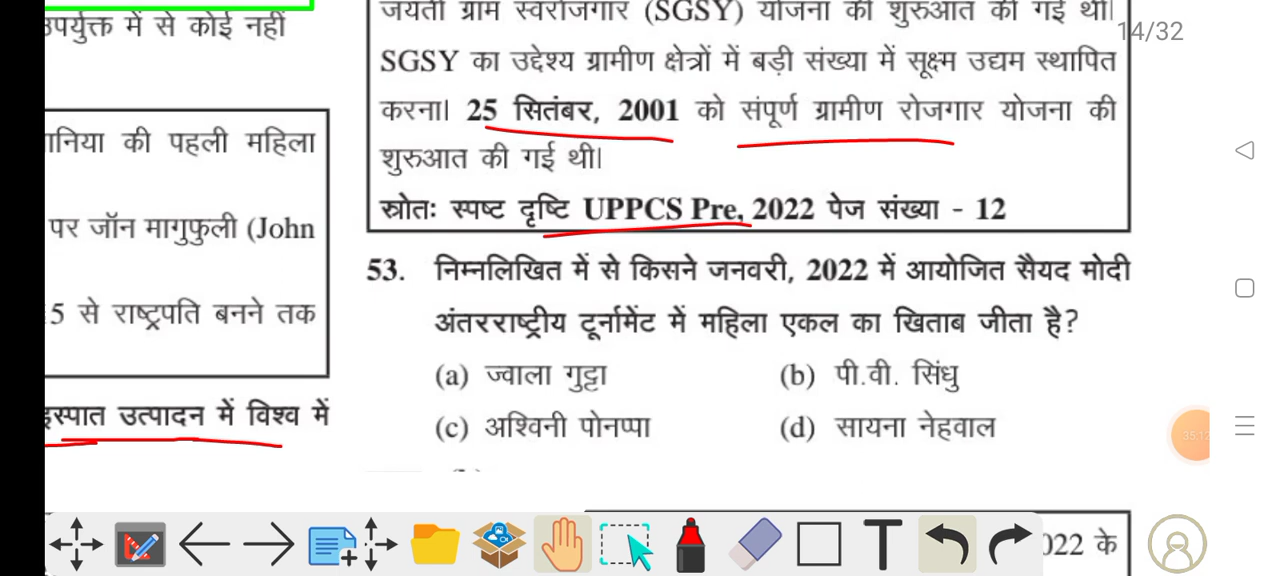 उपर्युक्त में से कोई नहीं
की पहली महिला
पर जॉन मागुफुली (John
5 से राष्ट्रपति बनने तक
इस्पात उत्पादन में विश्व में
जयंती ग्राम स्वरोजगार (SGSY) योजना की शुरुआत की गई थी।
SGSY का उद्देश्य ग्रामीण क्षेत्रों में बड़ी संख्या में सूक्ष्म उद्यम स्थापित
करना। 25 सितंबर, 2001 को संपूर्ण ग्रामीण रोजगार योजना की
शुरुआत की गई थी।
स्रोतः स्पष्ट दृष्टि UPPCS Pre, 2022 पेज संख्या - 12
53. निम्नलिखित में से किसने जनवरी, 2022 में आयोजित सैयद मोदी
अंतरराष्ट्रीय टूर्नामेंट में महिला एकल का खिताब जीता है?
(a) ज्वाला गुट्टा (b) पी.वी. सिंधु
(c) अश्विनी पोनप्पा (d) सायना नेहवाल
022 के
14/32
35:12